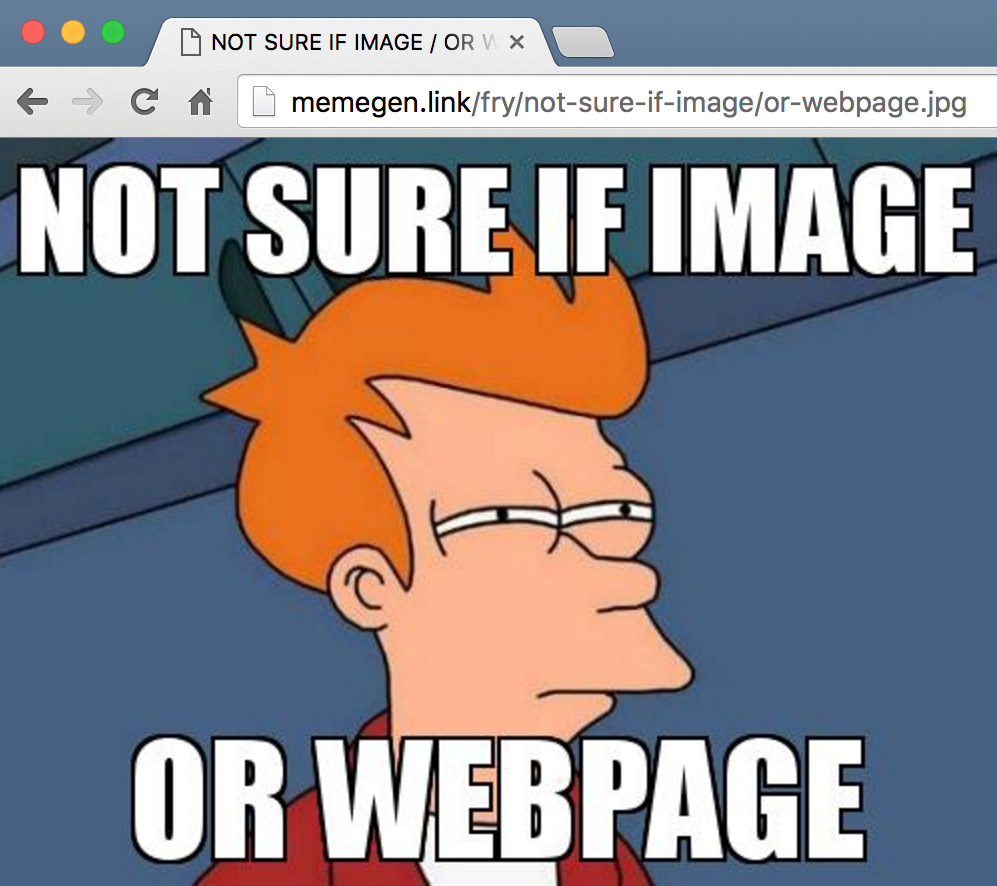 NOT SURE IF IMAGE / OR
memegen.link/fry/not-sure-if-image/or-webpage.jpg
NOT SURE IF IMAGE
OR WEBPAGE